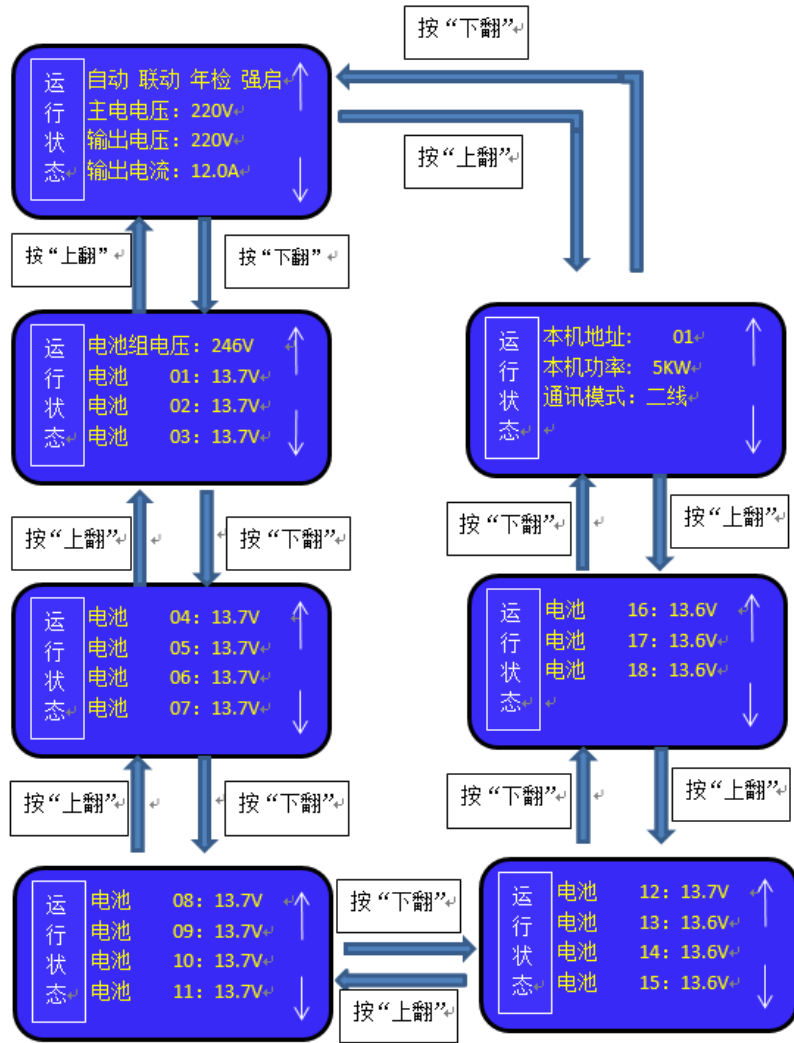 按“下翻”
运行状态
自动 联动 年检 强启
主电电压：220V
输出电压：220V
输出电流：12.0A
按“上翻”
按“上翻”
按“下翻”
运行状态
电池组电压：246V
电池 01：13.7V
电池 02：13.7V
电池 03：13.7V
运行状态
本机地址: 01
本机功率: 5KW
通讯模式：二线
按“上翻”
按“下翻”
按“下翻”
按“上翻”
运行状态
电池 04：13.7V
电池 05：13.7V
电池 06：13.7V
电池 07：13.7V
运行状态
电池 16：13.6V
电池 17：13.6V
电池 18：13.6V
按“上翻”
按“下翻”
按“下翻”
按“上翻”
运行状态
电池 08：13.7V
电池 09：13.7V
电池 10：13.7V
电池 11：13.7V
按“下翻”
按“上翻”
运行状态
电池 12：13.7V
电池 13：13.6V
电池 14：13.6V
电池 15：13.6V